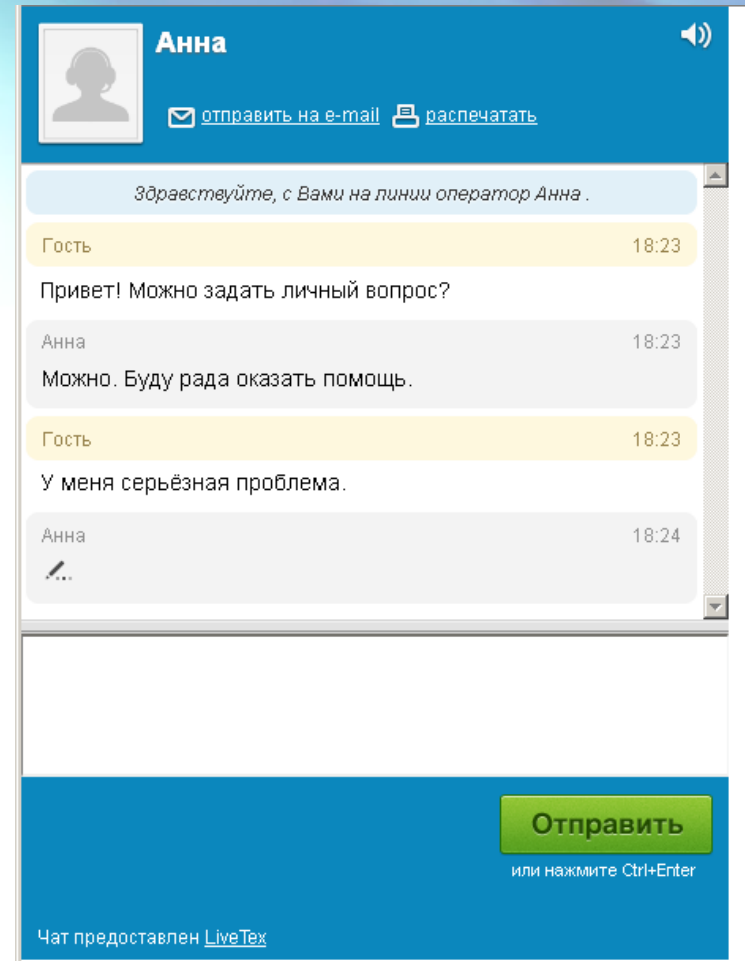 Анна
отправить на e-mail распечатать
Здравствуйте, с Вами на линии оператор Анна .
Гость 18:23
Привет! Можно задать личный вопрос?
Анна 18:23
Можно. Буду рада оказать помощь.
Гость 18:23
У меня серьёзная проблема.
Анна 18:24
Отправить
или нажмите Ctrl+Enter
Чат предоставлен LiveTex